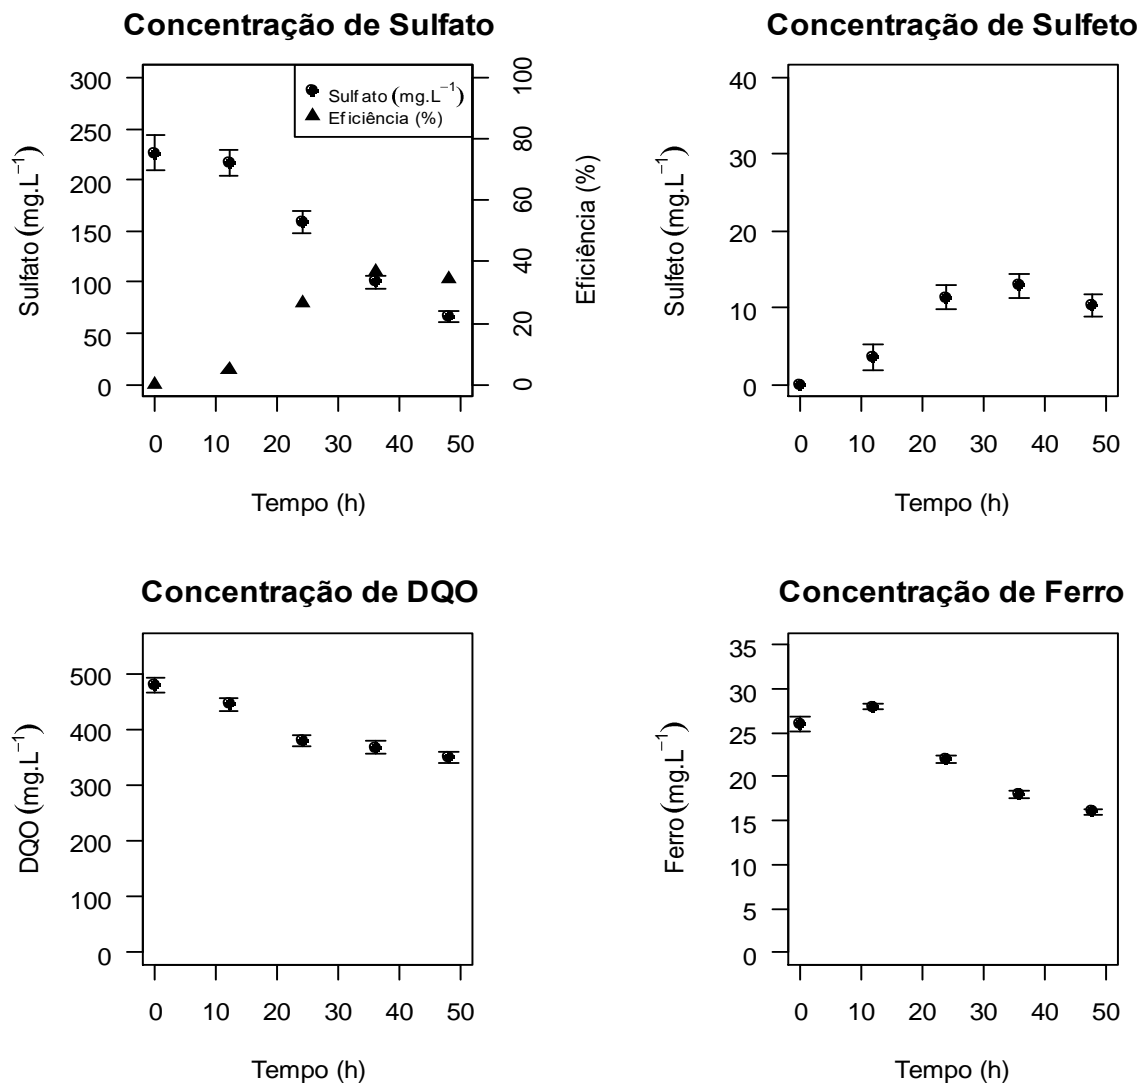 Concentração de Sulfato
Sulfato (mg.L⁻¹)
300
250
200
150
100
50
0
Sulfato (mg.L⁻¹)
Eficiência (%)
100
80
60
40
20
0
Eficiência (%)
0 10 20 30 40 50
Tempo (h)
Concentração de Sulfeto
Sulfeto (mg.L⁻¹)
40
30
20
10
0
0 10 20 30 40 50
Tempo (h)
Concentração de DQO
DQO (mg.L⁻¹)
500
400
300
200
100
0
0 10 20 30 40 50
Tempo (h)
Concentração de Ferro
Ferro (mg.L⁻¹)
35
30
25
20
15
10
5
0
0 10 20 30 40 50
Tempo (h)